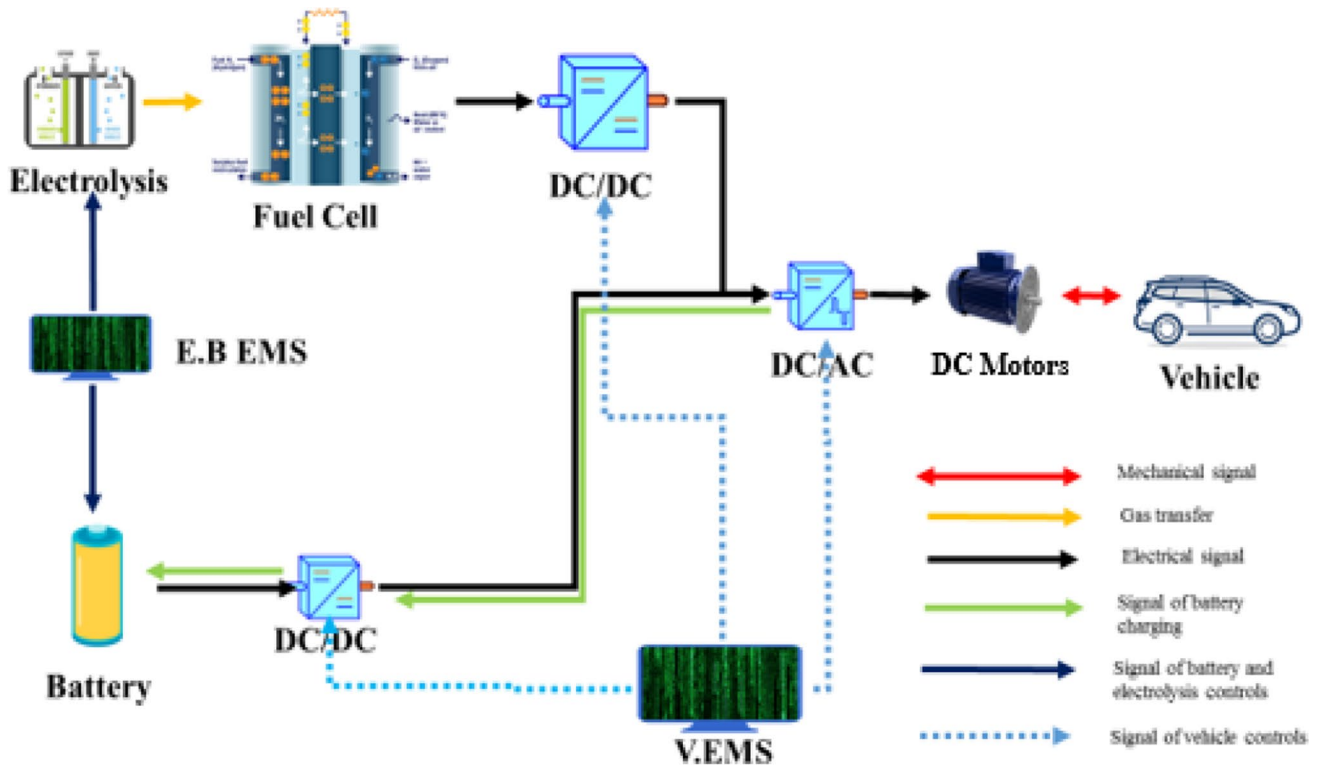 Electrolysis
Fuel Cell
DC/DC
E.B EMS
DC/AC
DC Motors
Vehicle
Battery
DC/DC
V.EMS
Mechanical signal
Gas transfer
Electrical signal
Signal of battery
charging
Signal of battery and
electrolysis controls
Signal of vehicle controls